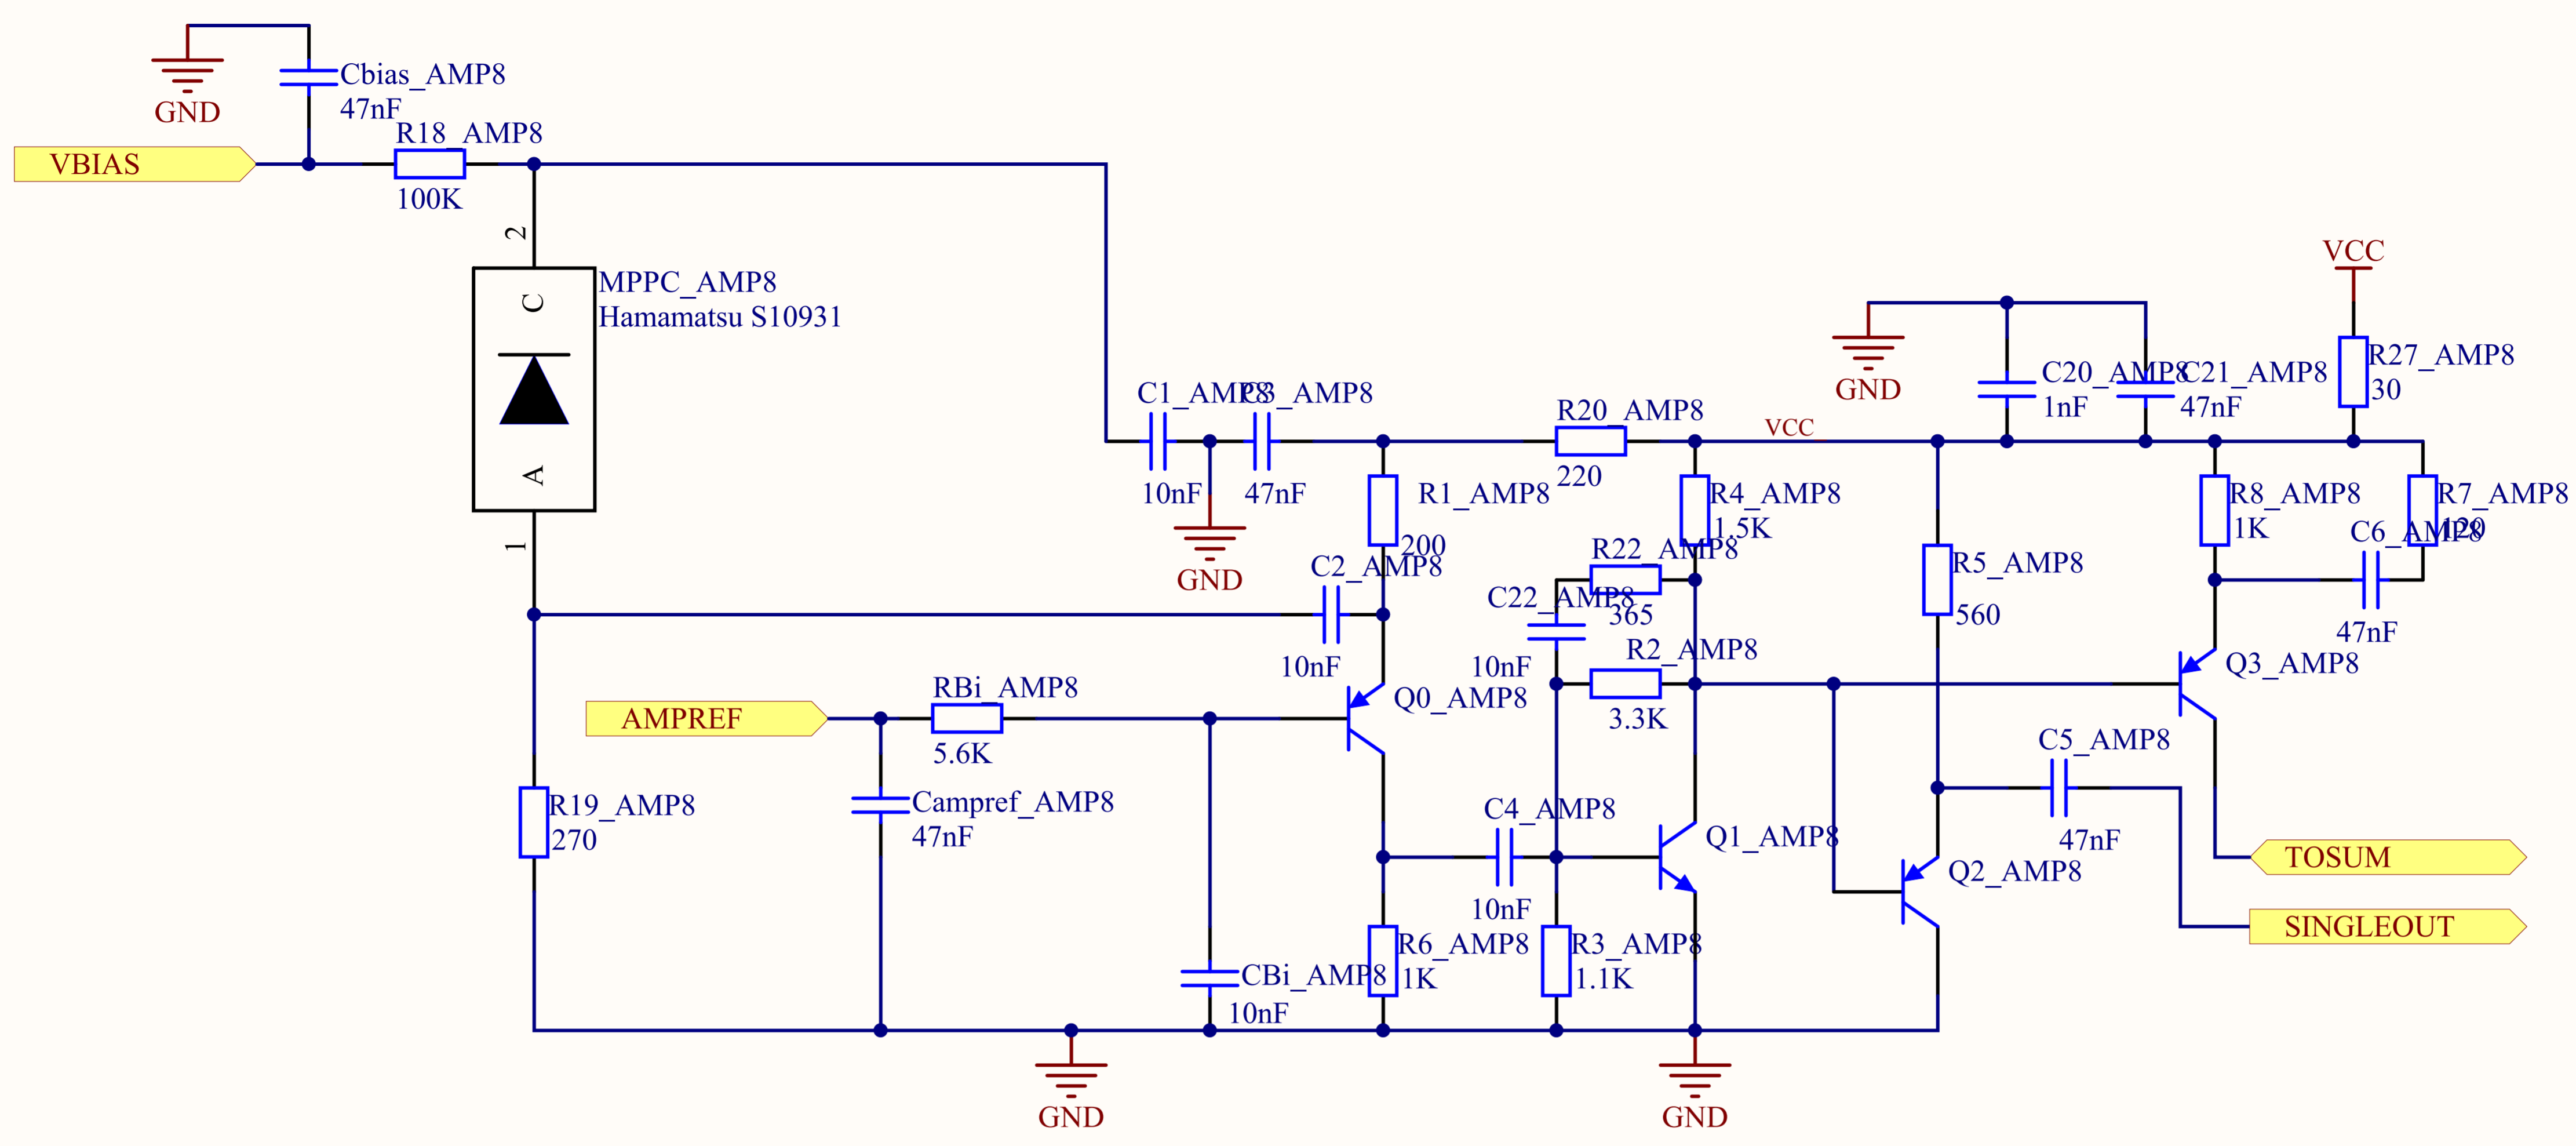 Cbias_AMP8
47nF
GND
R18_AMP8
VBIAS
100K
2
C
MPPC_AMP8
Hamamatsu S10931
A
1
VCC
R27_AMP8
30
C20_AMP8
1nF
C21_AMP8
47nF
GND
C1_AMP8
10nF
C3_AMP8
47nF
GND
R20_AMP8
220
VCC
R1_AMP8
200
R4_AMP8
1.5K
R8_AMP8
1K
R7_AMP8
120
C6_AMP8
47nF
C2_AMP8
10nF
R22_AMP8
365
C22_AMP8
10nF
R5_AMP8
560
R2_AMP8
3.3K
Q3_AMP8
RBi_AMP8
5.6K
AMPREF
Q0_AMP8
C5_AMP8
47nF
R19_AMP8
270
Campref_AMP8
47nF
C4_AMP8
10nF
Q1_AMP8
Q2_AMP8
TOSUM
SINGLEOUT
CBi_AMP8
10nF
R6_AMP8
1K
R3_AMP8
1.1K
GND
GND